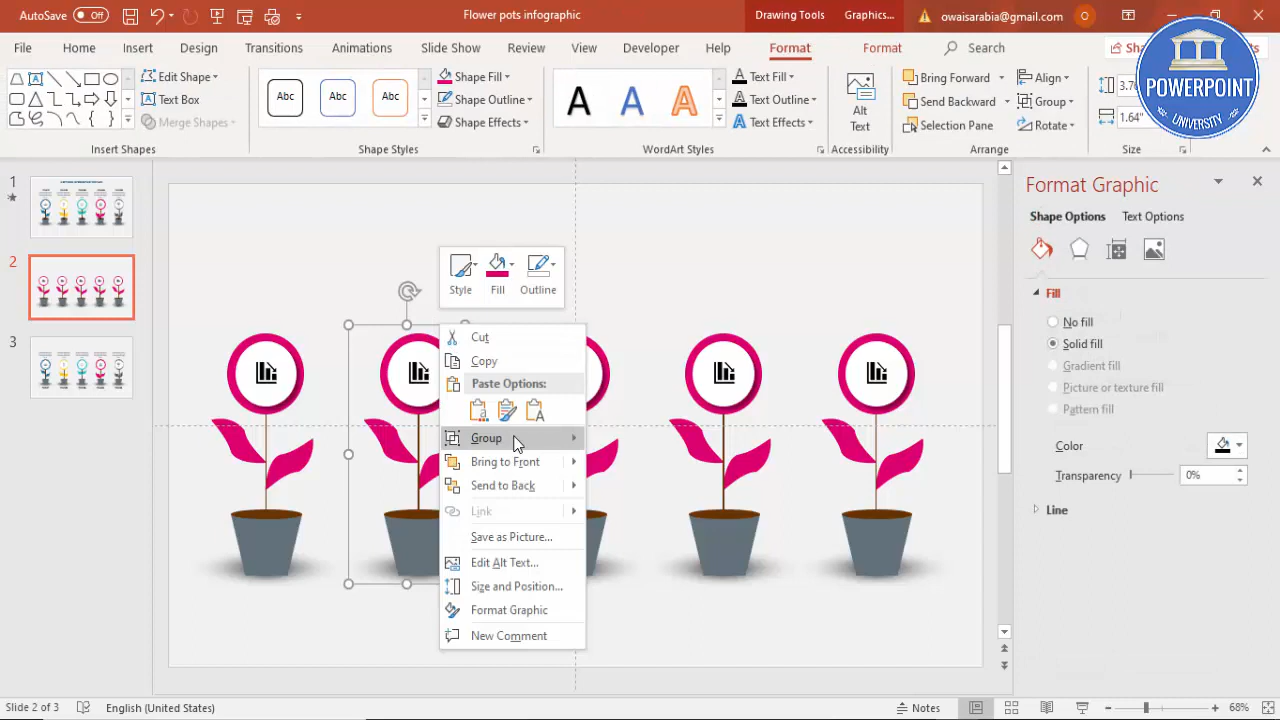 AutoSave Off
Flower pots infographic
Drawing Tools
Graphics...
owaisarabia@gmail.com
O
File
Home
Insert
Design
Transitions
Animations
Slide Show
Review
View
Developer
Help
Format
Format
Search
Edit Shape
Text Box
Merge Shapes
Insert Shapes
Abc
Abc
Abc
Shape Fill
Shape Outline
Shape Effects
Shape Styles
A
A
A
Text Fill
Text Outline
Text Effects
WordArt Styles
Alt
Text
Accessibility
Bring Forward
Send Backward
Selection Pane
Align
Group
Rotate
Arrange
1.64"
Size
POWERPOINT
UNIVERSITY
1
2
3
Style
Fill
Outline
Cut
Copy
Paste Options:
Group
Bring to Front
Send to Back
Link
Save as Picture...
Edit Alt Text...
Size and Position...
Format Graphic
New Comment
Format Graphic
Shape Options
Text Options
Fill
No fill
Solid fill
Gradient fill
Picture or texture fill
Pattern fill
Color
Transparency
0%
Line
Slide 2 of 3
English (United States)
Notes
68%